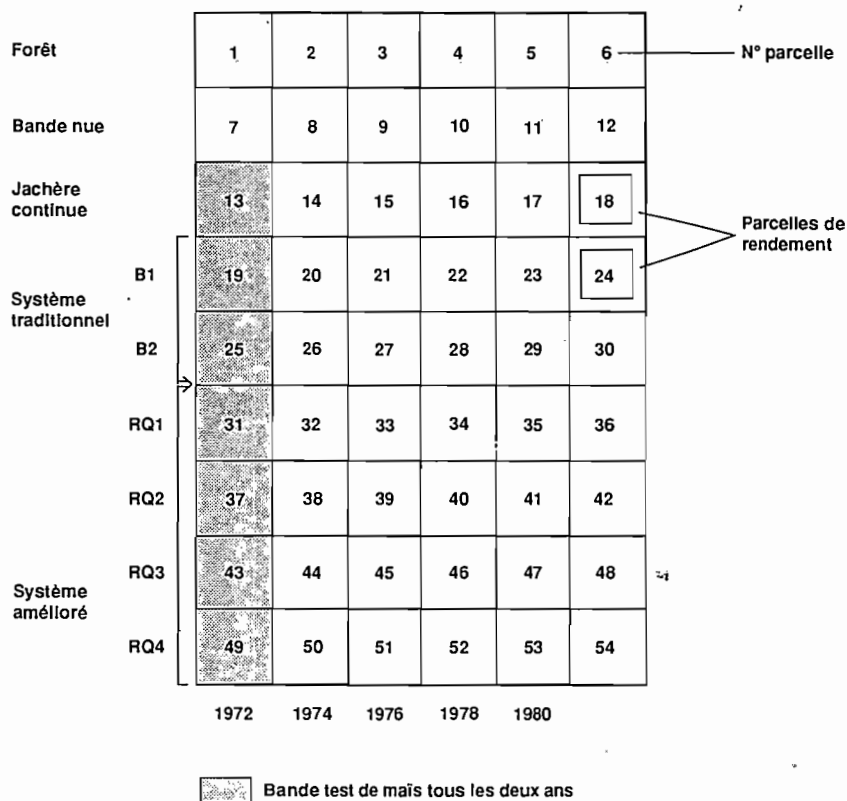 Forêt 1 2 3 4 5 6 N° parcelle
Bande nue 7 8 9 10 11 12
Jachère
continue 13 14 15 16 17 18
Parcelles de
rendement
B1 19 20 21 22 23 24
Système
traditionnel
B2 25 26 27 28 29 30
RQ1 31 32 33 34 35 36
RQ2 37 38 39 40 41 42
RQ3 43 44 45 46 47 48
Système
amélioré
RQ4 49 50 51 52 53 54
1972 1974 1976 1978 1980
Bande test de maïs tous les deux ans